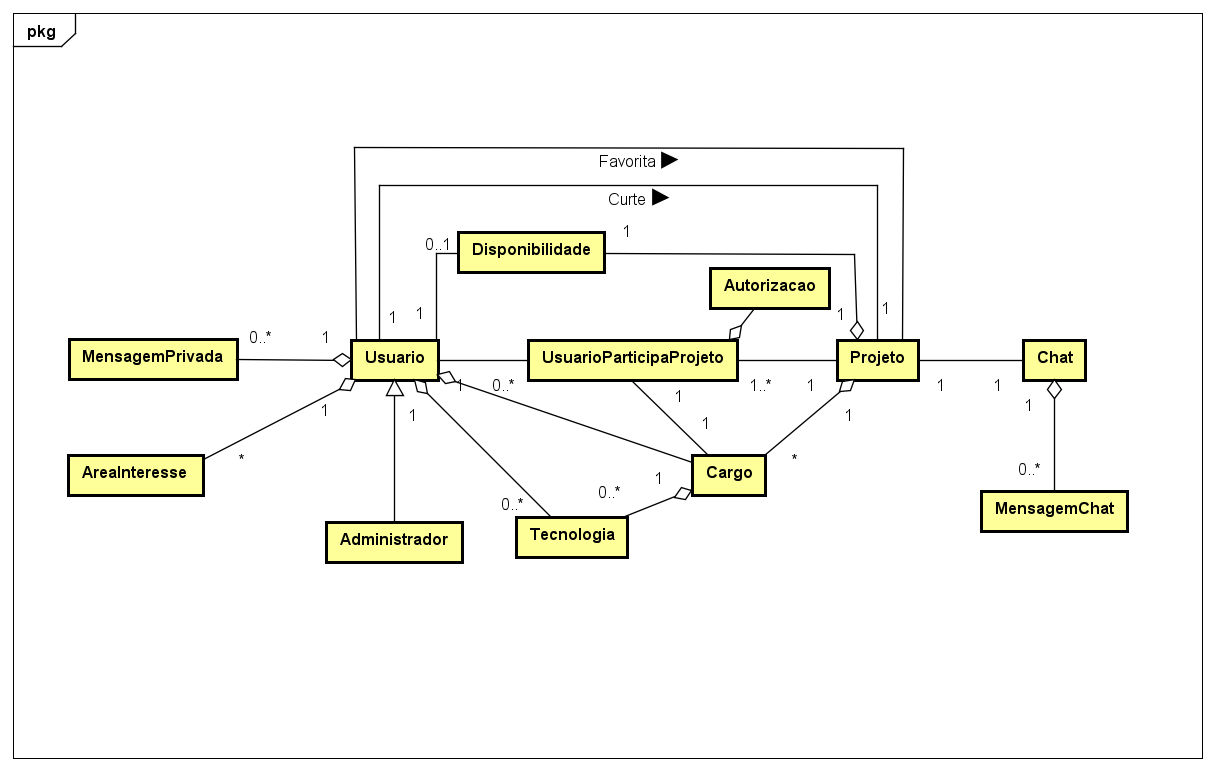 pkg
Favorita
Curte
1
0..1
Disponibilidade
Autorizacao
1
1
1
1
0..*
1
MensagemPrivada
Usuario
UsuarioParticipaProjeto
Projeto
Chat
1
0..*
1
1..*
1
1
1
1
1
1
1
1
*
*
AreaInteresse
Cargo
1
0..*
0..*
0..*
MensagemChat
Administrador
Tecnologia